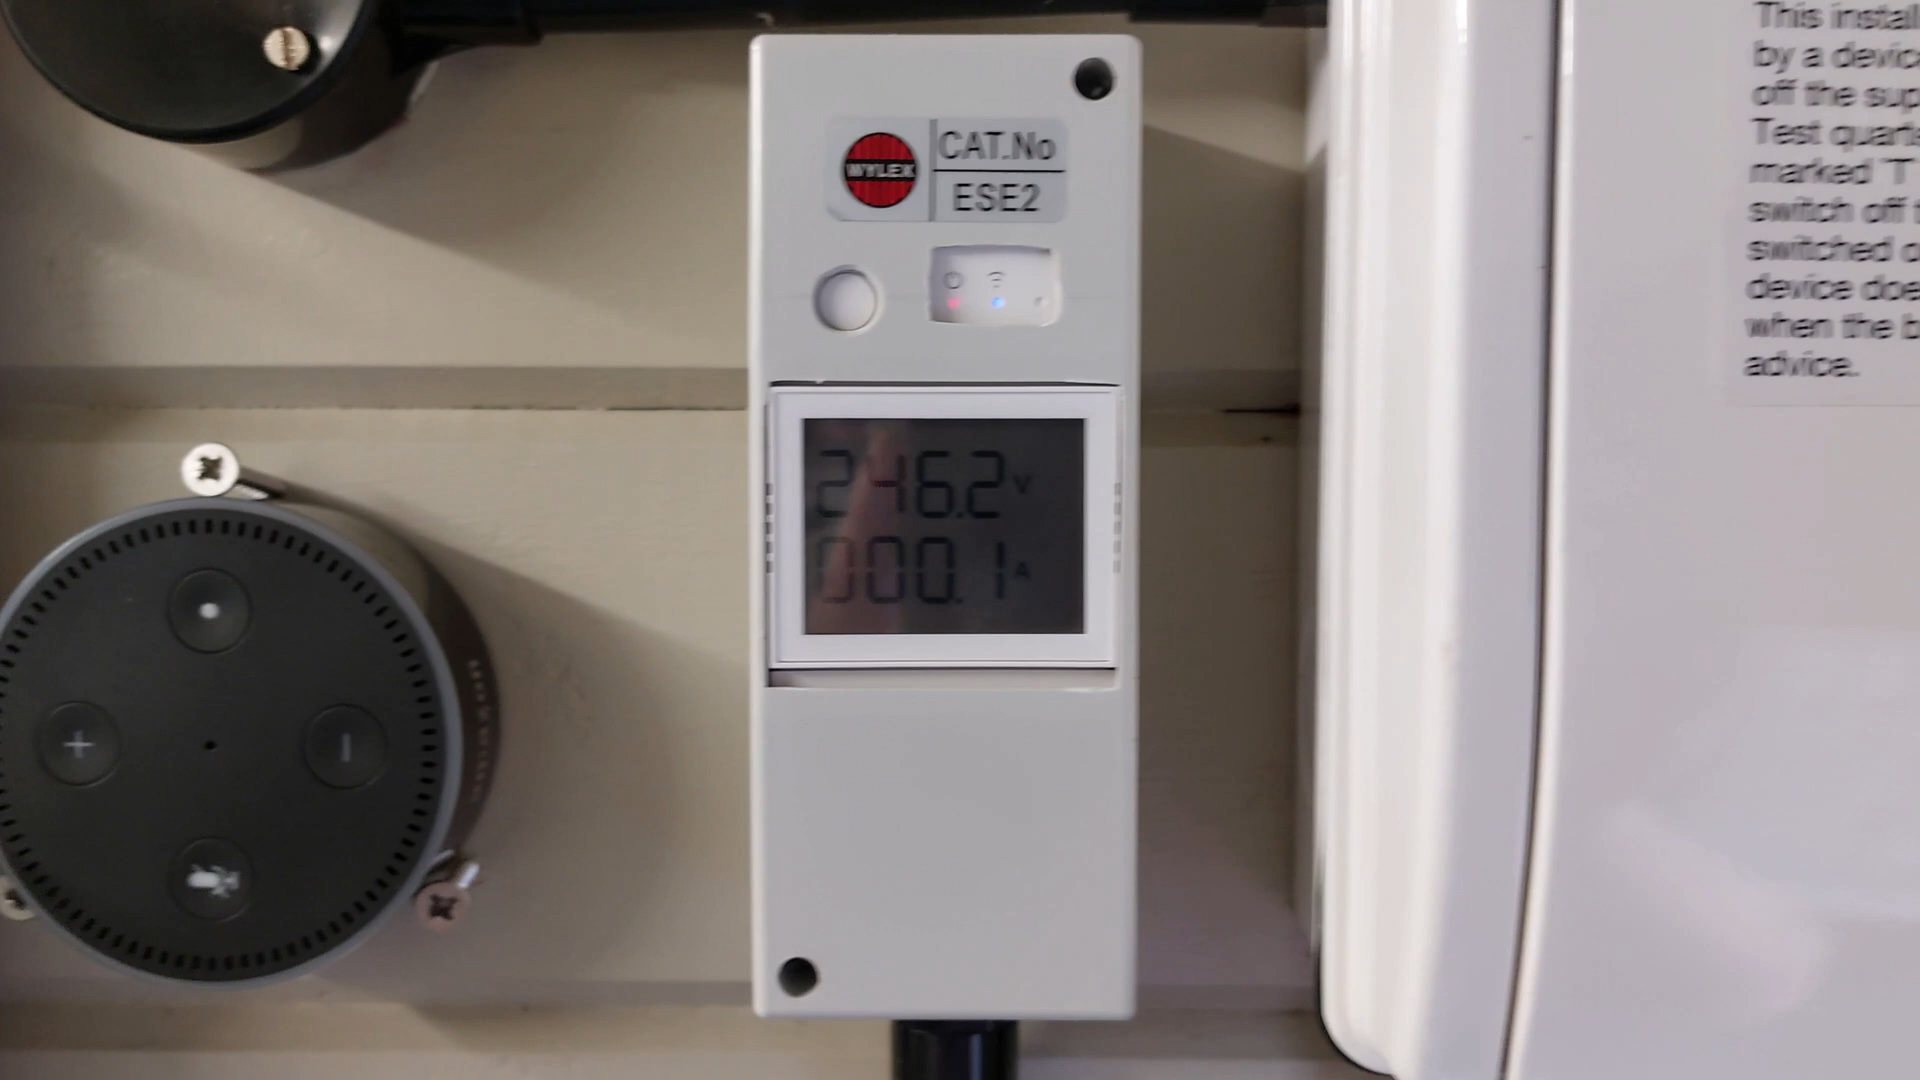 WYLEX
CAT.No
ESE2
246.2 V
000.1 A
This install
by a devic
off the sup
Test quart
marked 'T'
switch off t
switched o
device doe
when the b
advice.